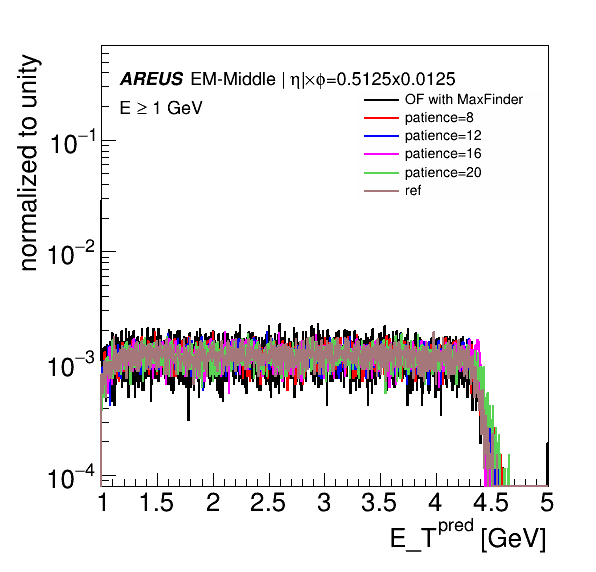 AREUS EM-Middle | η|×ϕ=0.5125x0.0125
E ≥ 1 GeV
OF with MaxFinder
patience=8
patience=12
patience=16
patience=20
ref
normalized to unity
10⁻¹
10⁻²
10⁻³
10⁻⁴
1 1.5 2 2.5 3 3.5 4 4.5 5
E_T^pred [GeV]